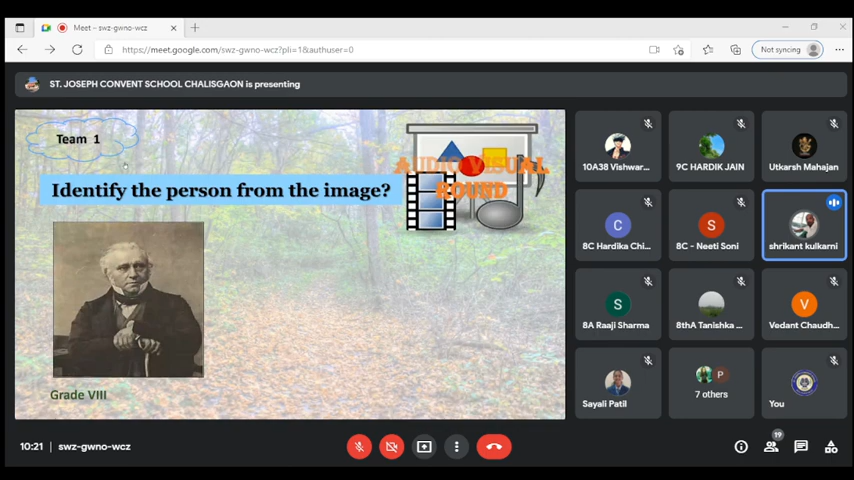 Meet – swz-gwno-wcz
https://meet.google.com/swz-gwno-wcz?pli=1&authuser=0
Not syncing
ST. JOSEPH CONVENT SCHOOL CHALISGAON is presenting
Team 1
AUDIO VISUAL
ROUND
Identify the person from the image?
Grade VIII
10A38 Vishwar...
9C HARDIK JAIN
Utkarsh Mahajan
C
8C Hardika Chi...
S
8C - Neeti Soni
shrikant kulkarni
S
8A Raaji Sharma
8thA Tanishka ...
V
Vedant Chaudh...
Sayali Patil
P
7 others
You
10:21 | swz-gwno-wcz
19